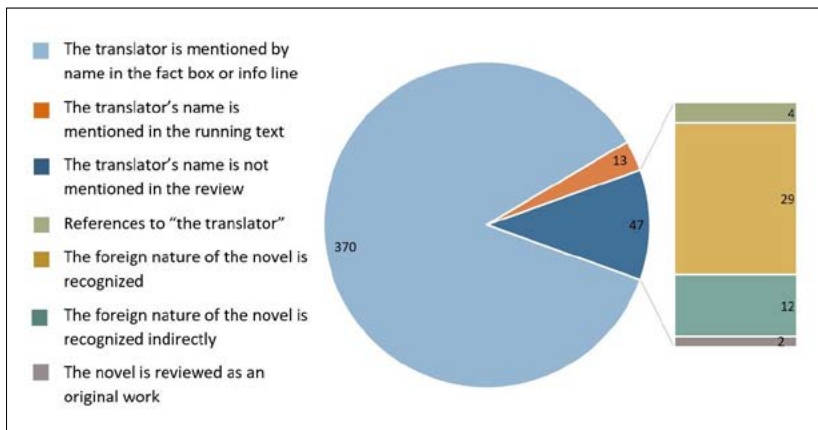 The translator is mentioned by
name in the fact box or info line
The translator's name is
mentioned in the running text
The translator's name is not
mentioned in the review
References to “the translator”
The foreign nature of the novel is
recognized
The foreign nature of the novel is
recognized indirectly
The novel is reviewed as an
original work
370
13
47
4
29
12
2